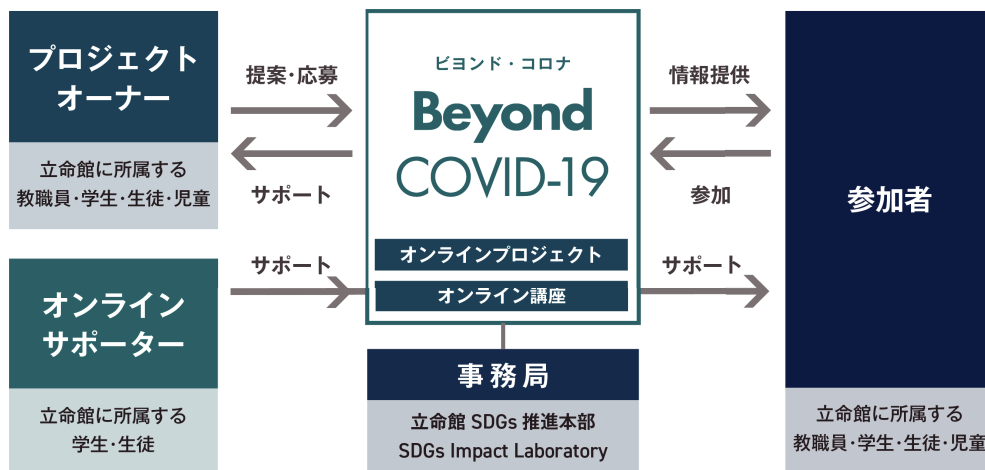 プロジェクト
オーナー
立命館に所属する
教職員・学生・生徒・児童
提案・応募
サポート
ビヨンド・コロナ
Beyond
COVID-19
オンラインプロジェクト
オンライン講座
情報提供
参加
参加者
立命館に所属する
教職員・学生・生徒・児童
オンライン
サポーター
立命館に所属する
学生・生徒
サポート
サポート
事務局
立命館 SDGs 推進本部
SDGs Impact Laboratory